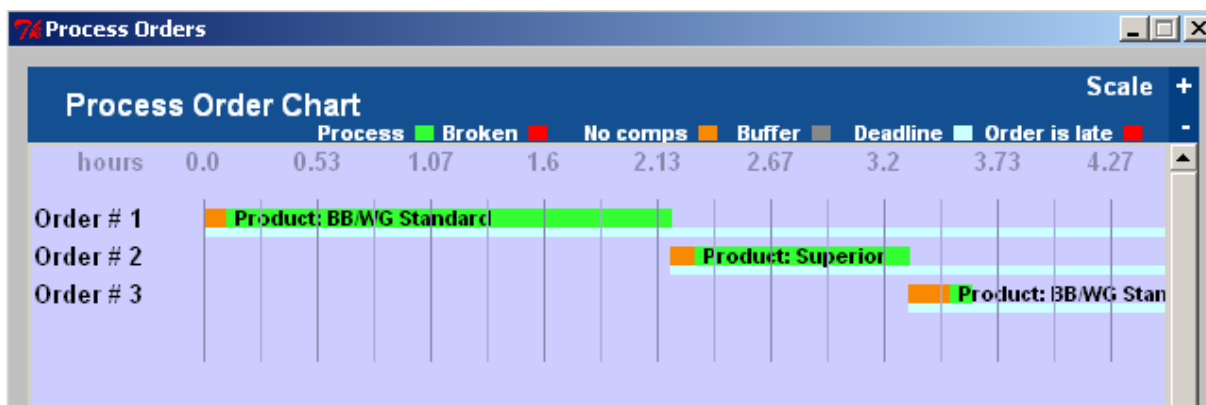 Process Orders
Scale +
Process Order Chart
Process Broken No comps Buffer Deadline Order is late -
hours 0.0 0.53 1.07 1.6 2.13 2.67 3.2 3.73 4.27
Order # 1 Product: BB/WG Standard
Order # 2 Product: Superior
Order # 3 Product: BB/WG Stan